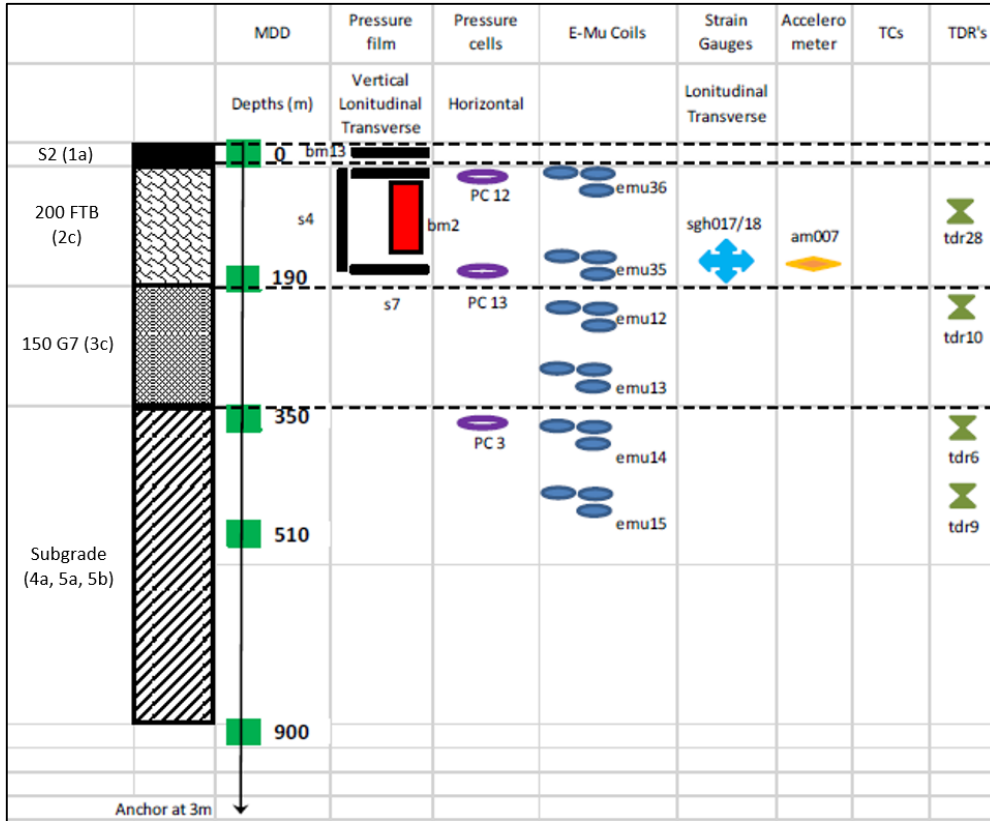 MDD
Pressure film
Pressure cells
E-Mu Coils
Strain Gauges
Accelero meter
TCs
TDR's
Depths (m)
Vertical
Lonitudinal
Transverse
Horizontal
Lonitudinal
Transverse
S2 (1a)
0
bm13
200 FTB
(2c)
s4
bm2
PC 12
emu36
sgh017/18
am007
tdr28
190
s7
PC 13
emu35
150 G7 (3c)
emu12
tdr10
emu13
350
PC 3
emu14
tdr6
510
emu15
tdr9
Subgrade
(4a, 5a, 5b)
900
Anchor at 3m